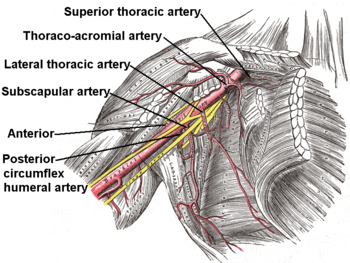 Superior thoracic artery
Thoraco-acromial artery
Lateral thoracic artery
Subscapular artery
Anterior
Posterior
circumflex
humeral artery